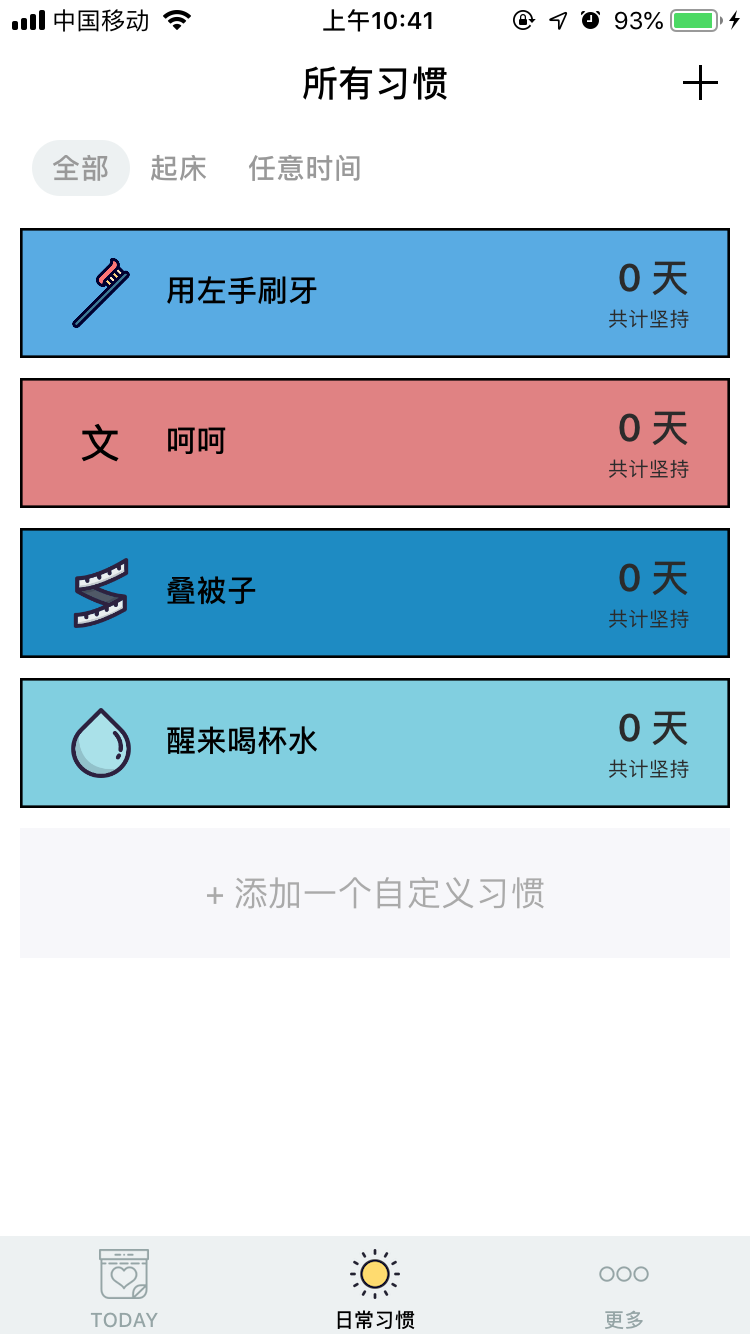 中国移动 上午10:41 93%
所有习惯
全部 起床 任意时间
用左手刷牙
0 天
共计坚持
文 呵呵
0 天
共计坚持
叠被子
0 天
共计坚持
醒来喝杯水
0 天
共计坚持
+ 添加一个自定义习惯
TODAY 日常习惯 更多